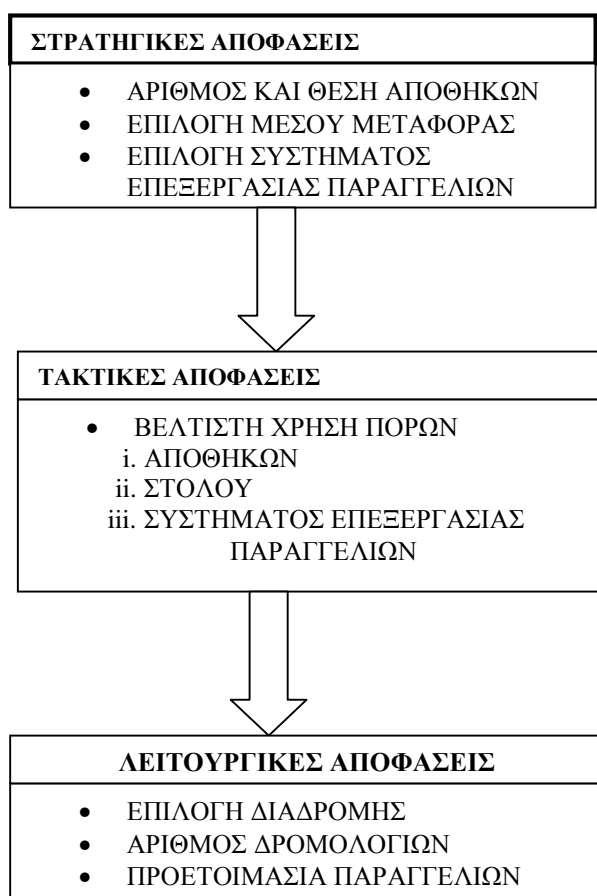 ΣΤΡΑΤΗΓΙΚΕΣ ΑΠΟΦΑΣΕΙΣ
• ΑΡΙΘΜΟΣ ΚΑΙ ΘΕΣΗ ΑΠΟΘΗΚΩΝ
• ΕΠΙΛΟΓΗ ΜΕΣΟΥ ΜΕΤΑΦΟΡΑΣ
• ΕΠΙΛΟΓΗ ΣΥΣΤΗΜΑΤΟΣ
ΕΠΕΞΕΡΓΑΣΙΑΣ ΠΑΡΑΓΓΕΛΙΩΝ
ΤΑΚΤΙΚΕΣ ΑΠΟΦΑΣΕΙΣ
• ΒΕΛΤΙΣΤΗ ΧΡΗΣΗ ΠΟΡΩΝ
i. ΑΠΟΘΗΚΩΝ
ii. ΣΤΟΛΟΥ
iii. ΣΥΣΤΗΜΑΤΟΣ ΕΠΕΞΕΡΓΑΣΙΑΣ
ΠΑΡΑΓΓΕΛΙΩΝ
ΛΕΙΤΟΥΡΓΙΚΕΣ ΑΠΟΦΑΣΕΙΣ
• ΕΠΙΛΟΓΗ ΔΙΑΔΡΟΜΗΣ
• ΑΡΙΘΜΟΣ ΔΡΟΜΟΛΟΓΙΩΝ
• ΠΡΟΕΤΟΙΜΑΣΙΑ ΠΑΡΑΓΓΕΛΙΩΝ